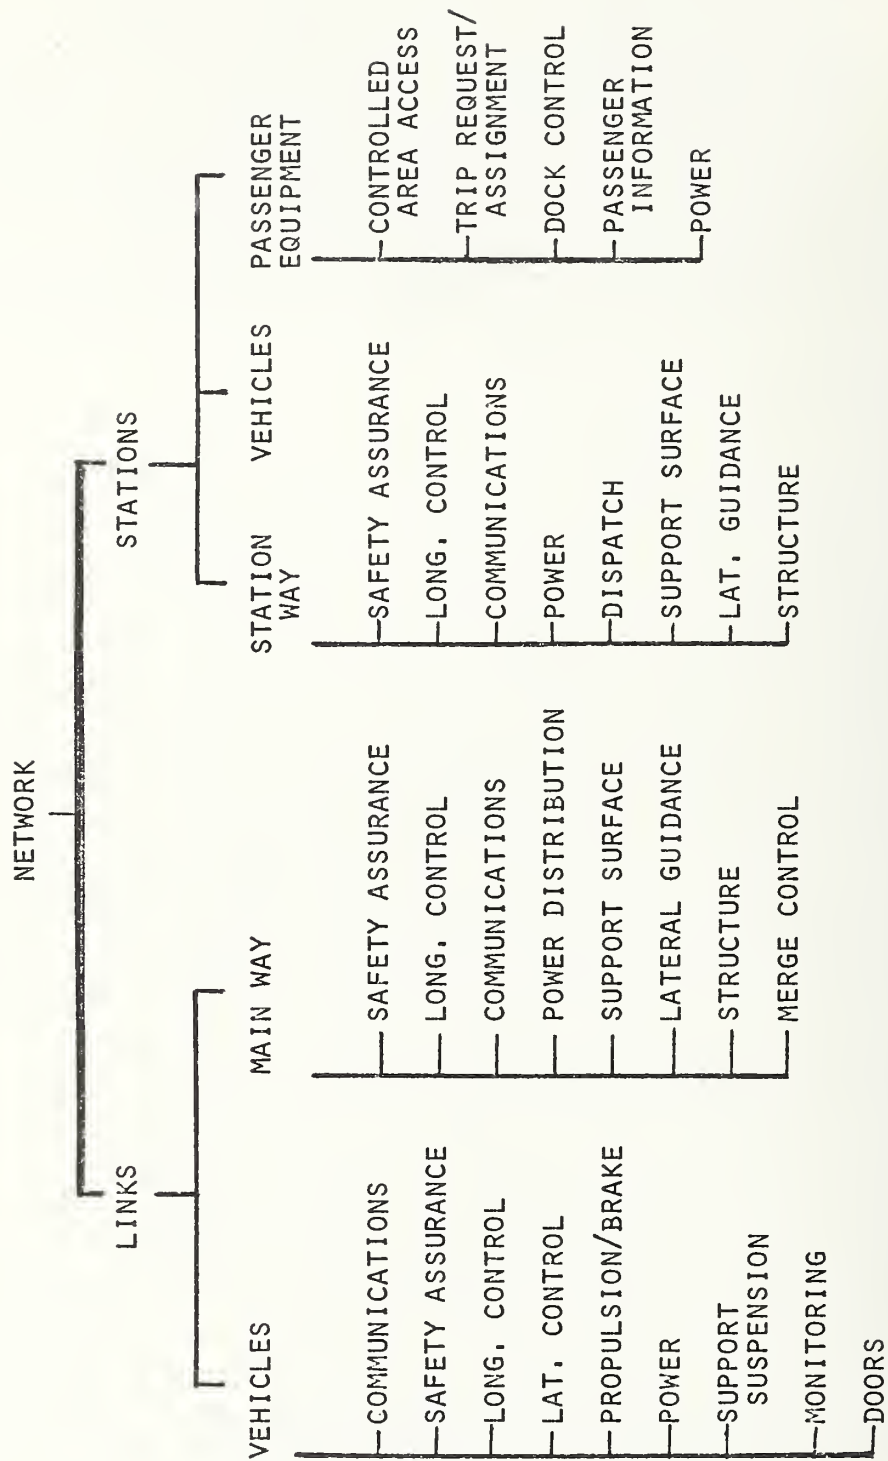 NETWORK
LINKS
STATIONS
VEHICLES
COMMUNICATIONS
SAFETY ASSURANCE
LONG. CONTROL
LAT. CONTROL
PROPULSION/BRAKE
POWER
SUPPORT
SUSPENSION
MONITORING
DOORS
MAIN WAY
SAFETY ASSURANCE
LONG. CONTROL
COMMUNICATIONS
POWER DISTRIBUTION
SUPPORT SURFACE
LATERAL GUIDANCE
STRUCTURE
MERGE CONTROL
STATION
WAY
SAFETY ASSURANCE
LONG. CONTROL
COMMUNICATIONS
POWER
DISPATCH
SUPPORT SURFACE
LAT. GUIDANCE
STRUCTURE
VEHICLES
PASSENGER
EQUIPMENT
CONTROLLED
AREA ACCESS
TRIP REQUEST/
ASSIGNMENT
DOCK CONTROL
PASSENGER
INFORMATION
POWER